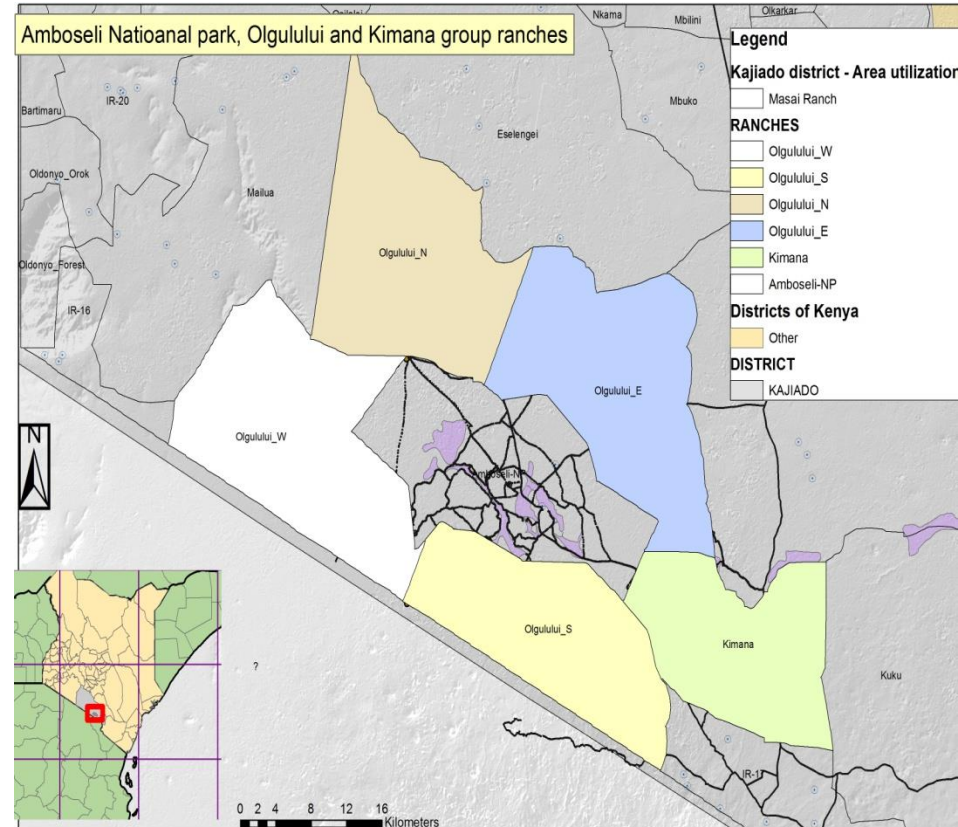 Amboseli Natioanal park, Olgulului and Kimana group ranches
Nkama
Mbilini
Olkarkar
Legend
Kajiado district - Area utilization
Masai Ranch
RANCHES
Olgulului_W
Olgulului_S
Olgulului_N
Olgulului_E
Kimana
Amboseli-NP
Districts of Kenya
Other
DISTRICT
KAJIADO
IR-20
Bartimaru
Mbuko
Eselengei
Oldonyo_Orok
Mailua
Olgulului_N
Oldonyo_Forest
IR-16
Olgulului_E
Olgulului_W
N
Amboseli-NP
Olgulului_S
Kimana
Kuku
?
IR-1
0 2 4 8 12 16
Kilometers